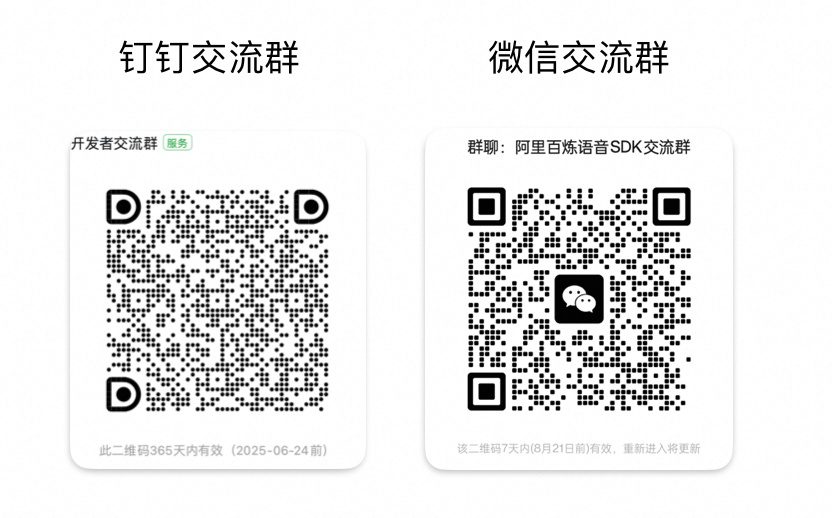 钉钉交流群
开发者交流群 服务
此二维码365天内有效（2025-06-24前）
微信交流群
群聊：阿里百炼语音SDK交流群
该二维码7天内(8月21日前)有效，重新进入将更新